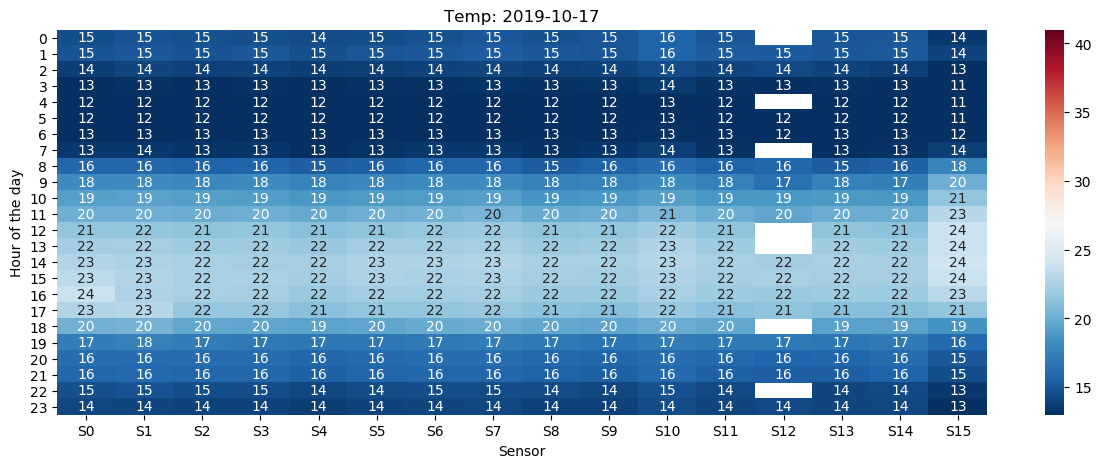 Temp: 2019-10-17
0 15 15 15 15 14 15 15 15 15 15 16 15 15 15 14
1 15 15 15 15 15 15 15 15 15 15 16 15 15 15 15 14
2 14 14 14 14 14 14 14 14 14 14 14 14 14 14 14 13
3 13 13 13 13 13 13 13 13 13 13 14 13 13 13 13 11
4 12 12 12 12 12 12 12 12 12 12 13 12 12 12 11
5 12 12 12 12 12 12 12 12 12 12 13 12 12 12 12 11
6 13 13 13 13 13 13 13 13 13 13 13 13 12 13 13 12
7 13 14 13 13 13 13 13 13 13 13 14 13 13 13 14
8 16 16 16 16 15 16 16 16 15 16 16 16 16 15 16 18
9 18 18 18 18 18 18 18 18 18 18 18 18 17 18 17 20
10 19 19 19 19 19 19 19 19 19 19 19 19 19 19 19 21
11 20 20 20 20 20 20 20 20 20 20 21 20 20 20 20 23
12 21 22 21 21 21 21 22 22 21 21 22 21 21 21 24
13 22 22 22 22 22 22 22 22 22 22 23 22 22 22 24
14 23 23 22 22 22 23 23 23 22 22 23 22 22 22 22 24
15 23 23 22 22 22 23 22 23 22 22 23 22 22 22 22 24
16 24 23 22 22 22 22 22 22 22 22 22 22 22 22 22 23
17 23 23 22 22 21 21 22 22 21 21 22 21 21 21 21 21
18 20 20 20 20 19 20 20 20 20 20 20 20 19 19 19
19 17 18 17 17 17 17 17 17 17 17 17 17 17 17 17 16
20 16 16 16 16 16 16 16 16 16 16 16 16 16 16 16 15
21 16 16 16 16 16 16 16 16 16 16 16 16 16 16 16 15
22 15 15 15 15 14 14 15 15 14 14 15 14 14 14 13
23 14 14 14 14 14 14 14 14 14 14 14 14 14 14 14 13
S0 S1 S2 S3 S4 S5 S6 S7 S8 S9 S10 S11 S12 S13 S14 S15
Sensor
Hour of the day
40
35
30
25
20
15